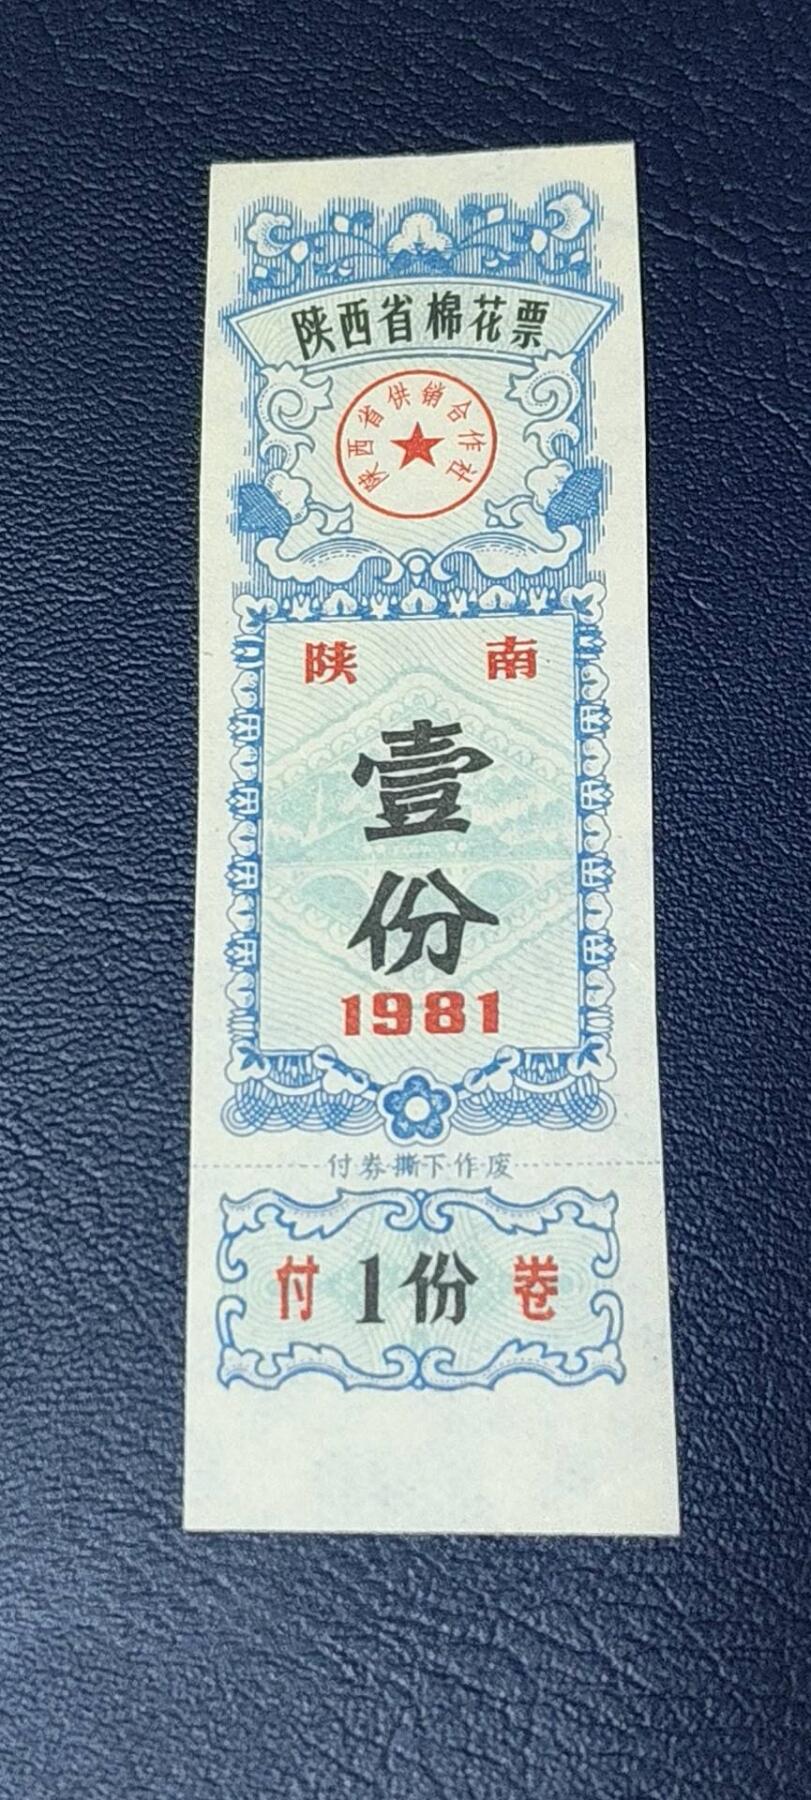 陕西省棉花票
陕西省供销合作社
陕南
壹
份
1981
付券撕下作废
付1份券